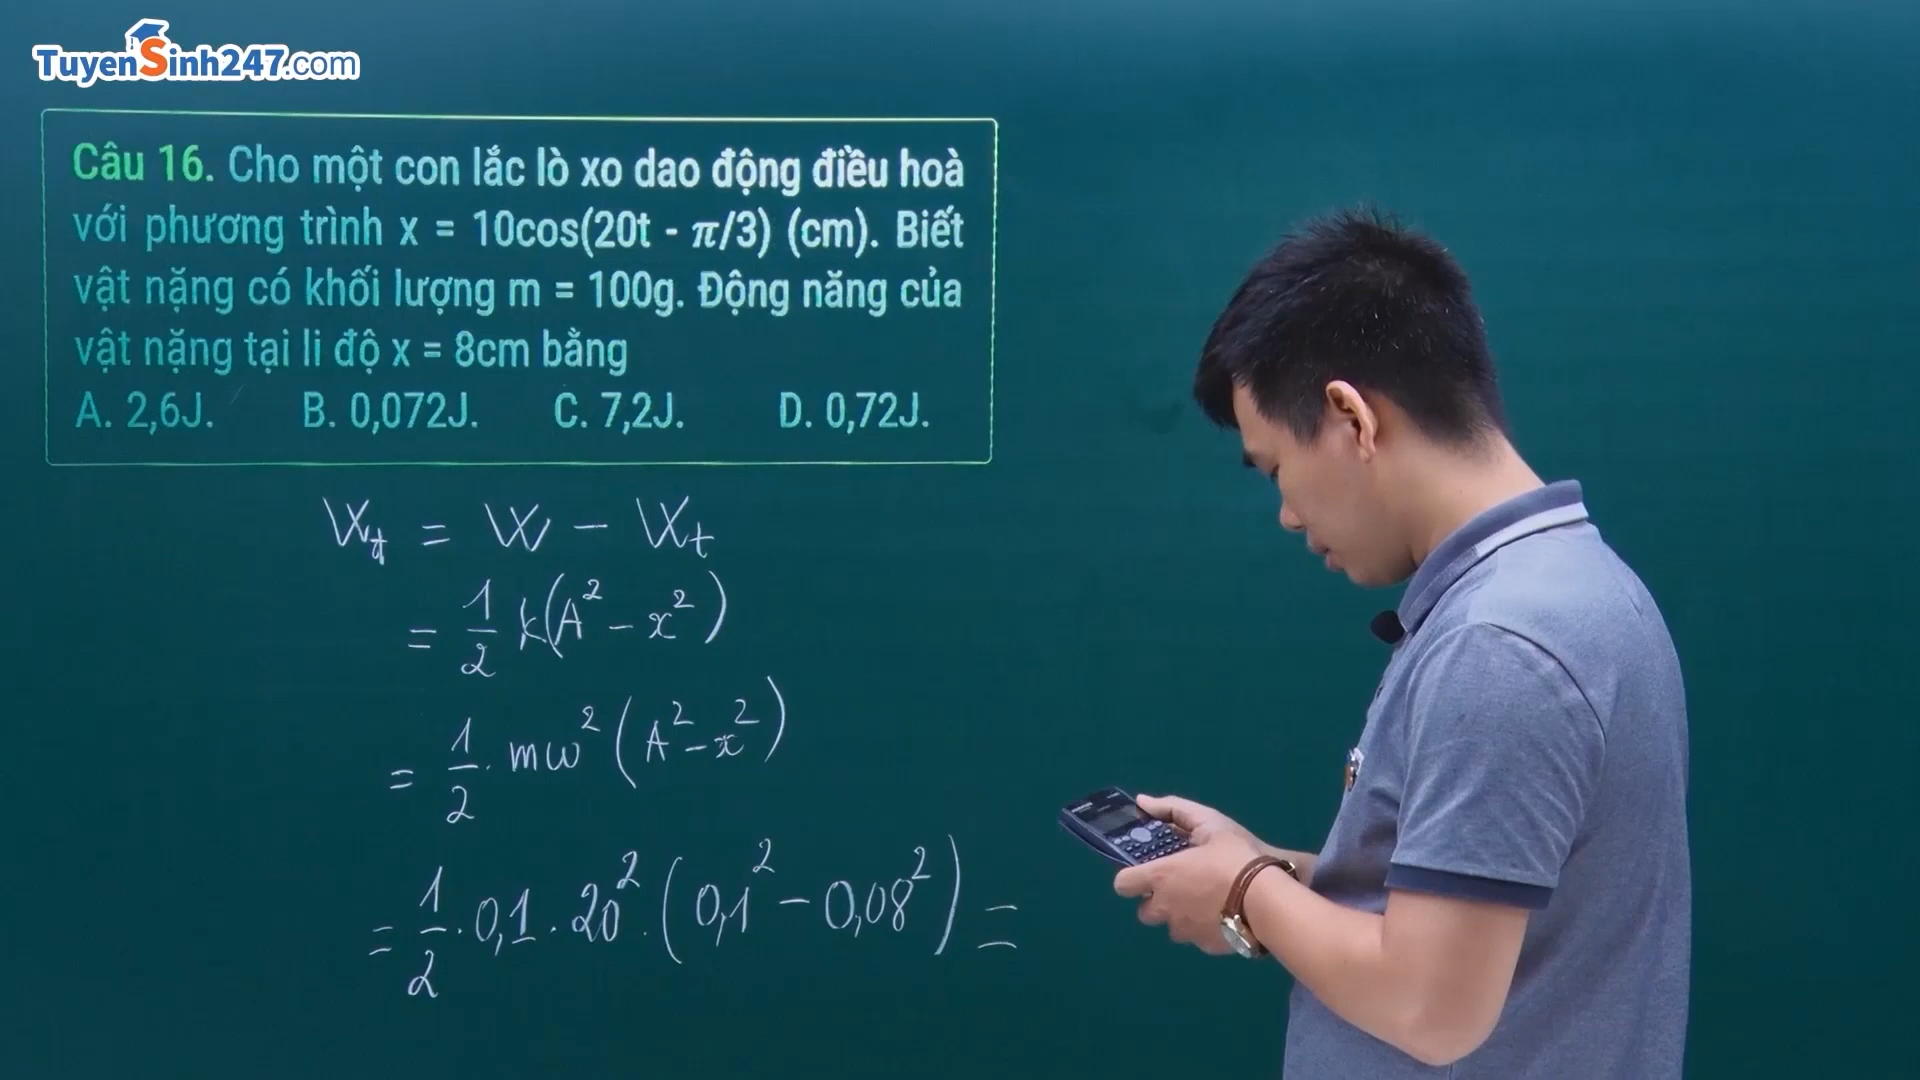 TuyenSinh247.com
Câu 16. Cho một con lắc lò xo dao động điều hoà
với phương trình x = 10cos(20t - π/3) (cm). Biết
vật nặng có khối lượng m = 100g. Động năng của
vật nặng tại li độ x = 8cm bằng
A. 2,6J. B. 0,072J. C. 7,2J. D. 0,72J.
Wđ = W - Wt
= 1/2 k(A² - x²)
= 1/2 . mω² (A² - x²)
= 1/2 . 0,1 . 20² . (0,1² - 0,08²) =